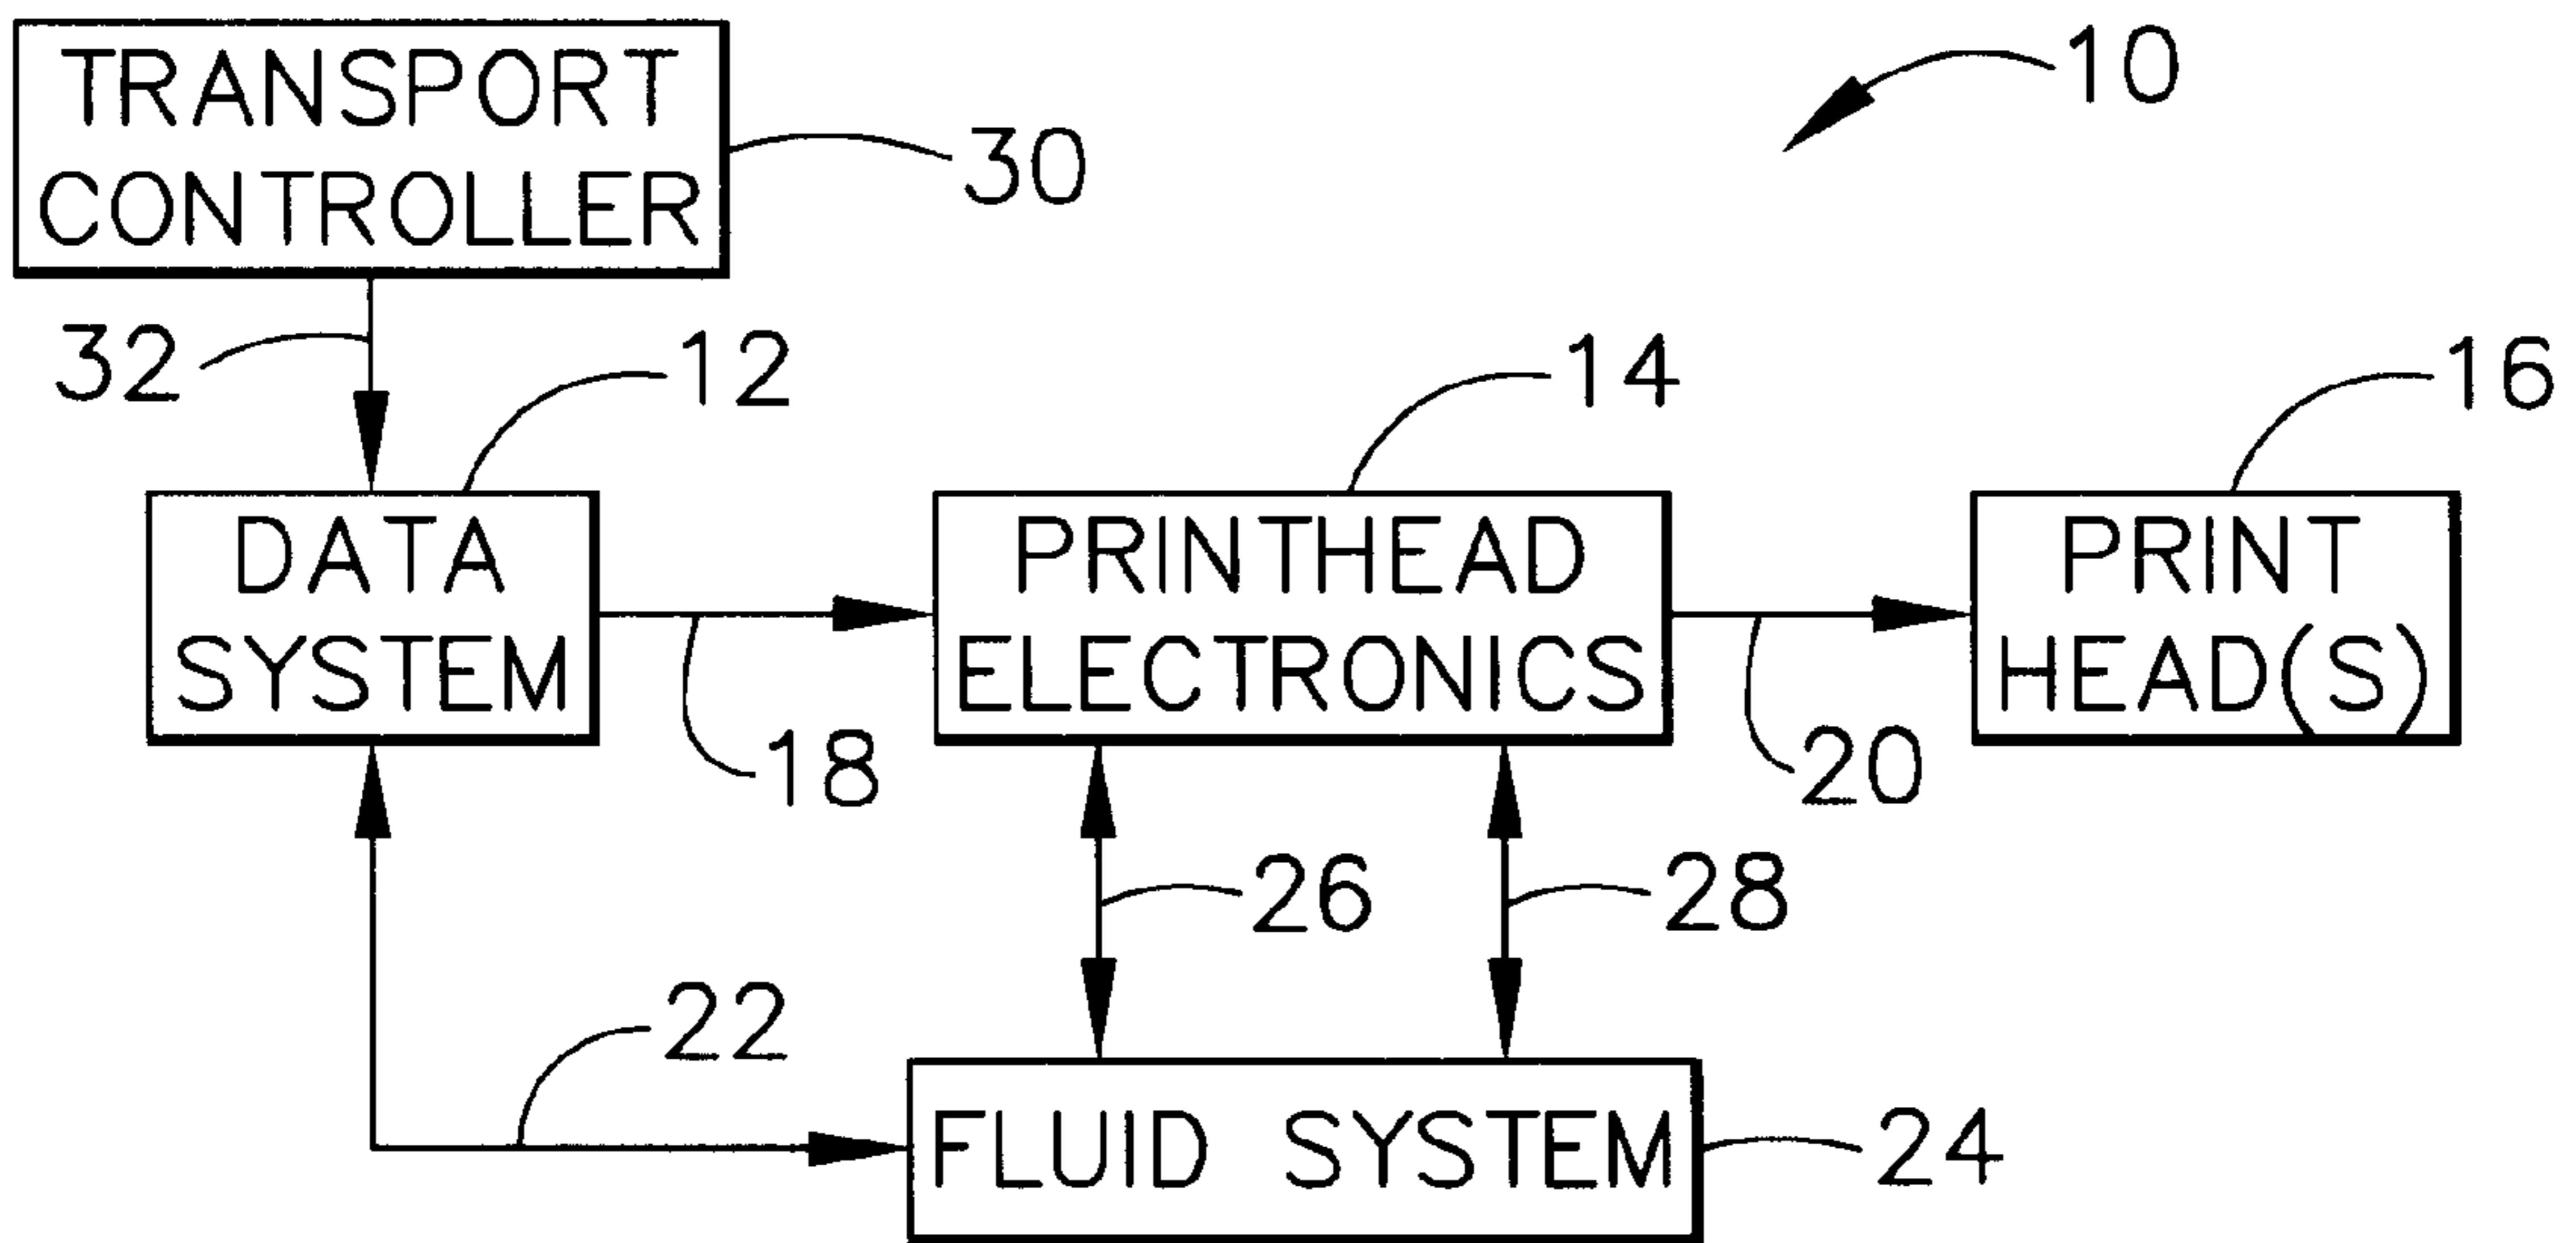 TRANSPORT
CONTROLLER
30
10
32
12
14
16
DATA
SYSTEM
PRINTHEAD
ELECTRONICS
PRINT
HEAD(S)
18
20
26
28
22
FLUID SYSTEM
24